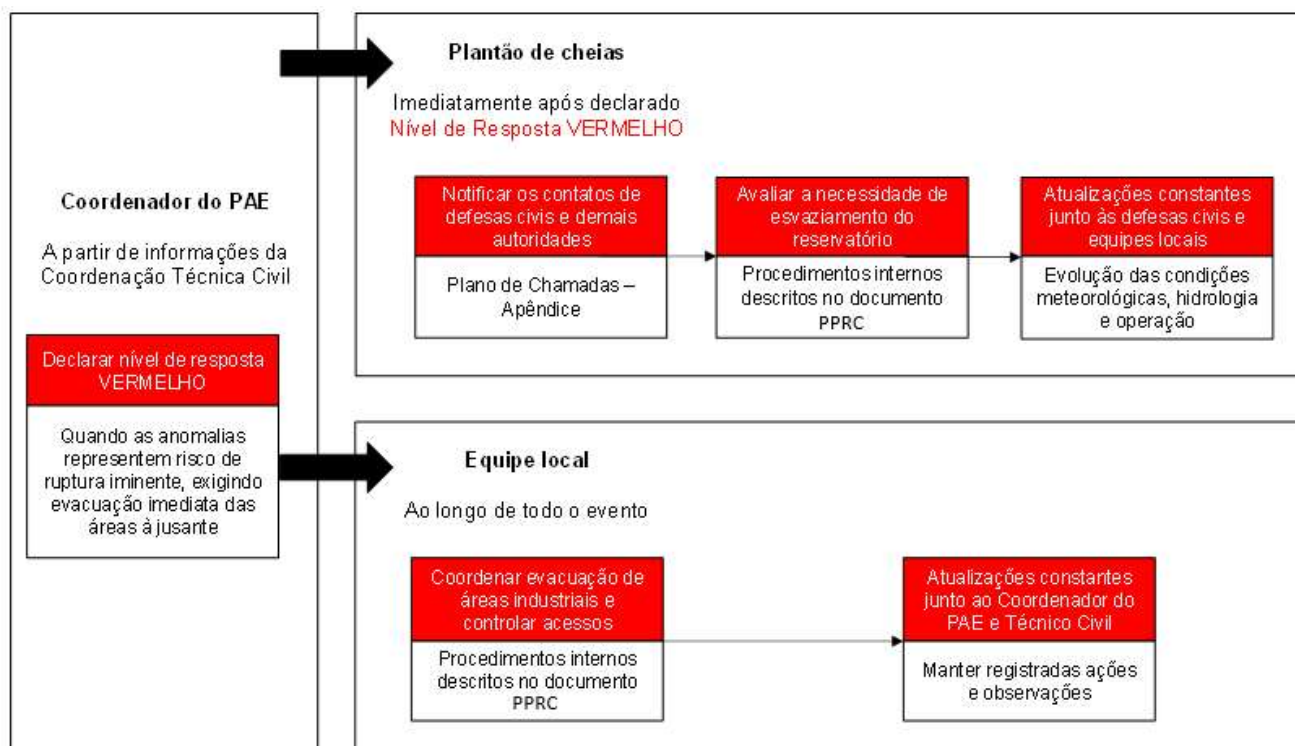 Coordenador do PAE
A partir de informações da
Coordenação Técnica Civil
Declarar nível de resposta
VERMELHO
Quando as anomalias
representem risco de
ruptura iminente, exigindo
evacuação imediata das
áreas à jusante
Plantão de cheias
Imediatamente após declarado
Nível de Resposta VERMELHO
Notificar os contatos de
defesas civis e demais
autoridades
Plano de Chamadas –
Apêndice
Avaliar a necessidade de
esvaziamento do
reservatório
Procedimentos internos
descritos no documento
PPRC
Atualizações constantes
junto às defesas civis e
equipes locais
Evolução das condições
meteorológicas, hidrologia
e operação
Equipe local
Ao longo de todo o evento
Coordenar evacuação de
áreas industriais e
controlar acessos
Procedimentos internos
descritos no documento
PPRC
Atualizações constantes
junto ao Coordenador do
PAE e Técnico Civil
Manter registradas ações
e observações